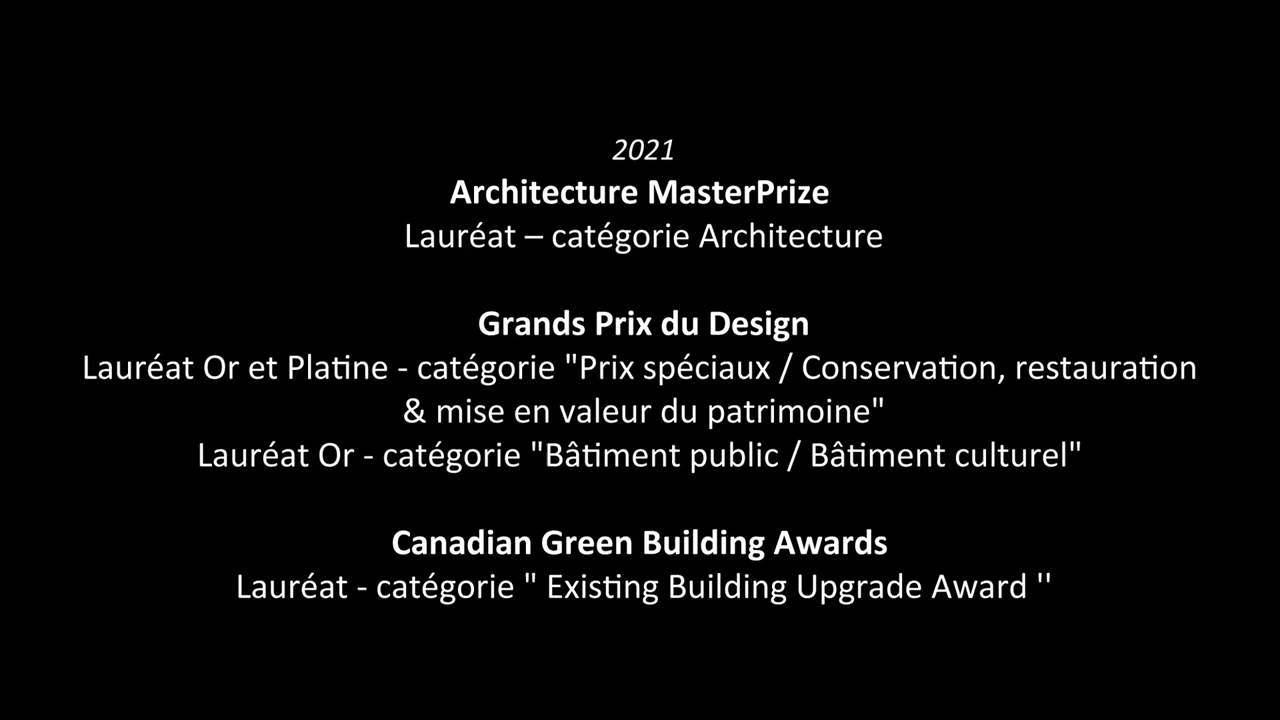 2021
Architecture MasterPrize
Lauréat – catégorie Architecture
Grands Prix du Design
Lauréat Or et Platine - catégorie "Prix spéciaux / Conservation, restauration
& mise en valeur du patrimoine"
Lauréat Or - catégorie "Bâtiment public / Bâtiment culturel"
Canadian Green Building Awards
Lauréat - catégorie " Existing Building Upgrade Award ''